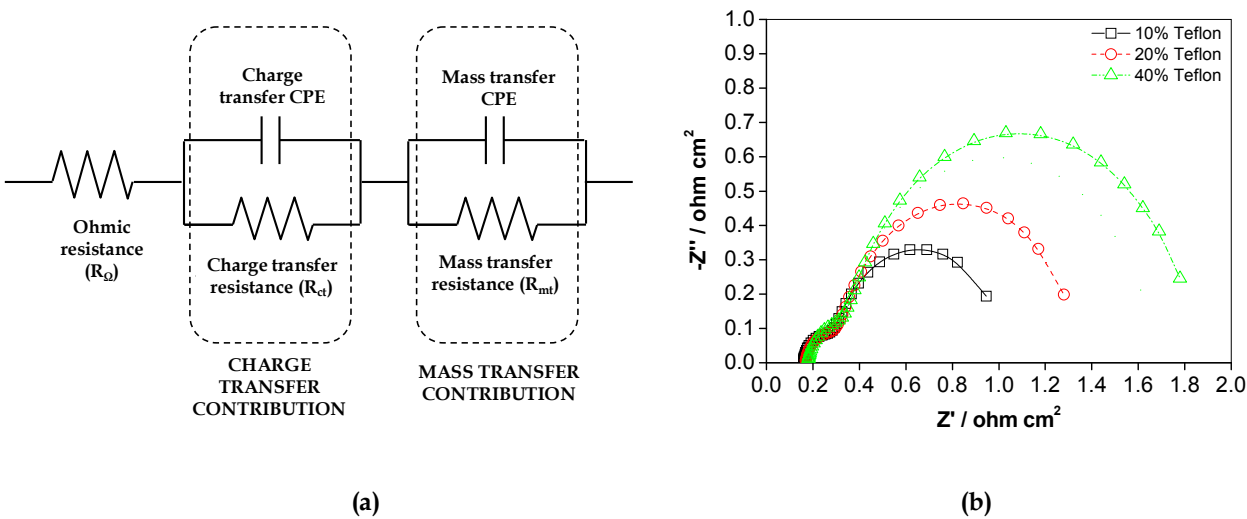 Charge
transfer CPE
Mass transfer
CPE
Ohmic
resistance
(RΩ)
Charge transfer
resistance (Rct)
Mass transfer
resistance (Rmt)
CHARGE
TRANSFER
CONTRIBUTION
MASS TRANSFER
CONTRIBUTION
(a)
10% Teflon
20% Teflon
40% Teflon
-Z'' / ohm cm²
1.0
0.9
0.8
0.7
0.6
0.5
0.4
0.3
0.2
0.1
0.0
0.0 0.2 0.4 0.6 0.8 1.0 1.2 1.4 1.6 1.8 2.0
Z' / ohm cm²
(b)